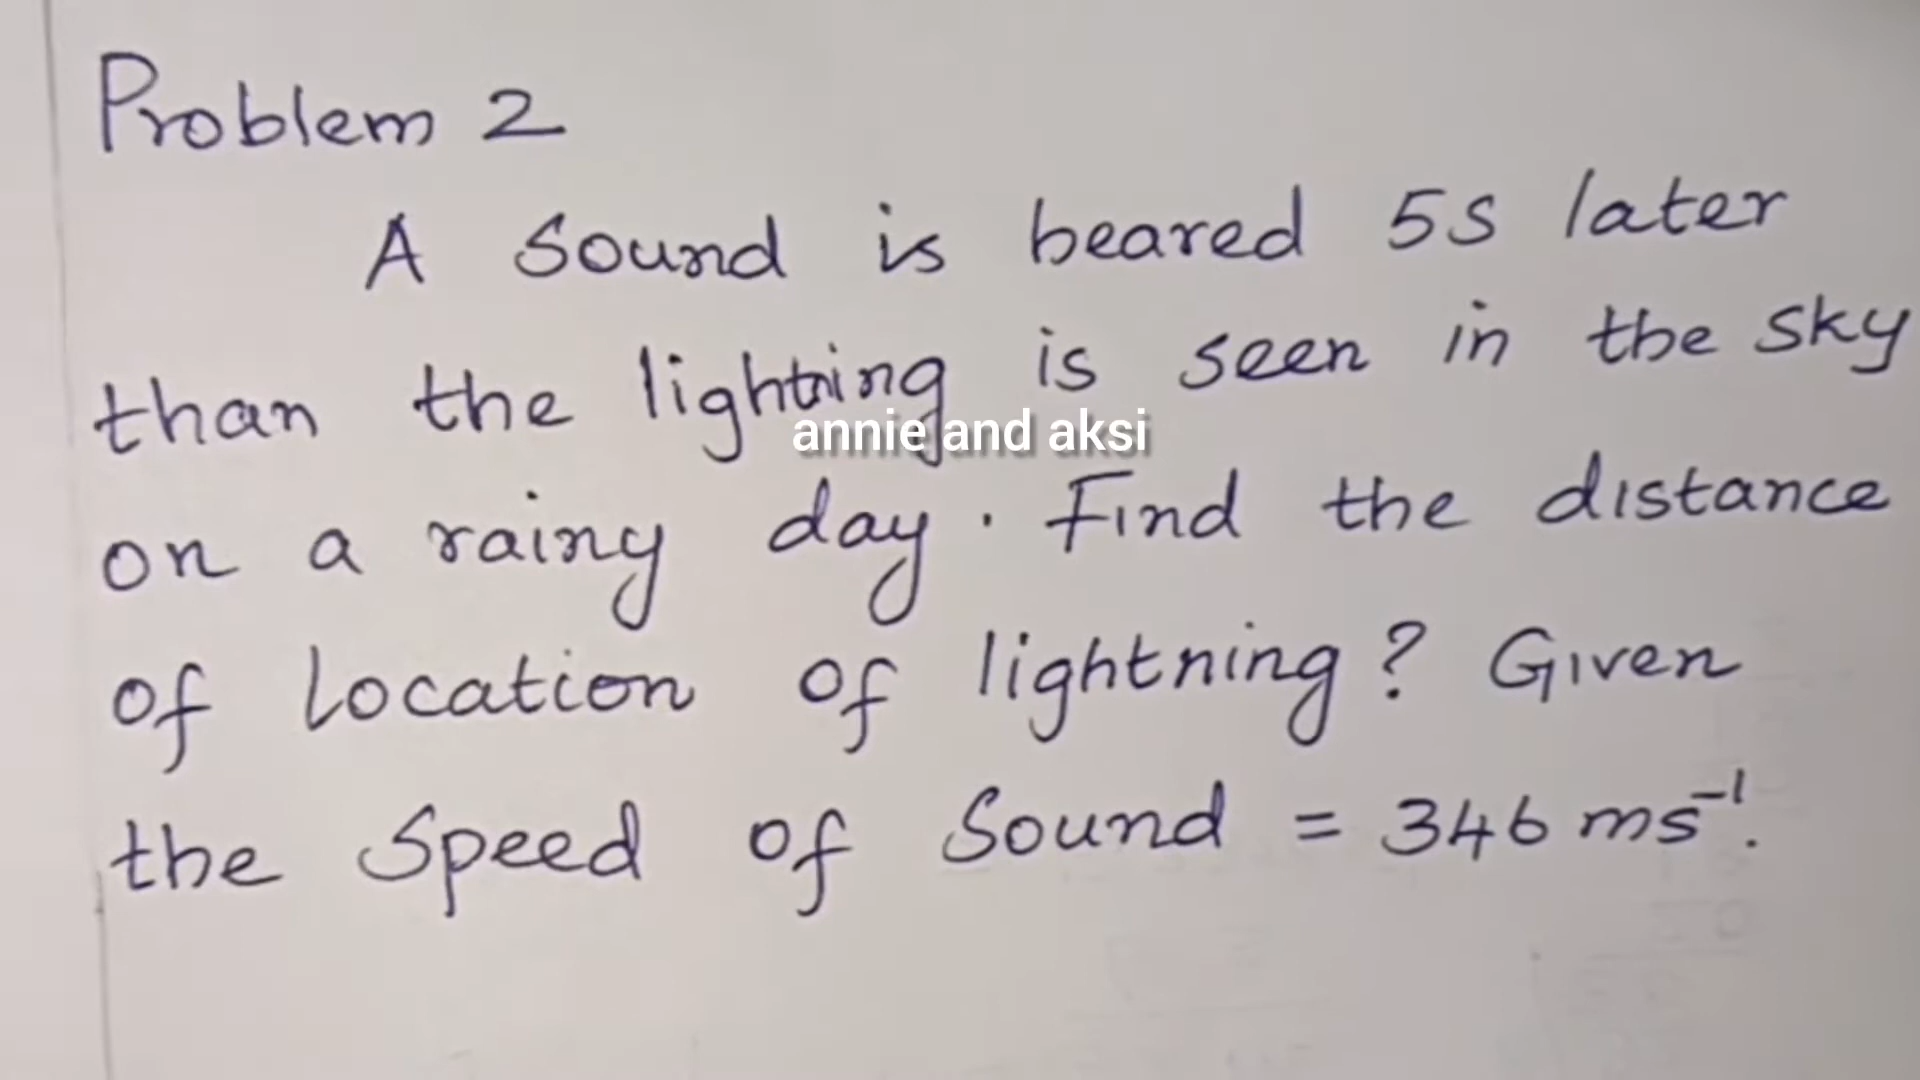 Problem 2
A Sound is heared 5s later
than the lightning is seen in the sky
annie and aksi
on a rainy day. Find the distance
of location of lightning? Given
the Speed of Sound = 346 ms⁻¹.